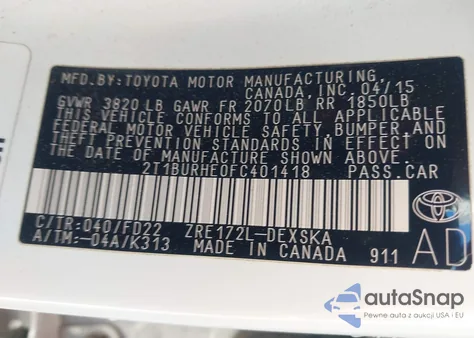 MFD.BY:TOYOTA MOTOR MANUFACTURING,
CANADA, INC. 04/15
GVWR 3820 LB GAWR FR 2070LB RR 1850LB
THIS VEHICLE CONFORMS TO ALL APPLICABLE
FEDERAL MOTOR VEHICLE SAFETY, BUMPER, AND
THEFT PREVENTION STANDARDS IN EFFECT ON
THE DATE OF MANUFACTURE SHOWN ABOVE.
2T1BURHE0FC401418 PASS.CAR
C/TR:040/FD22 ZRE172L-DEXSKA
A/TM:-04A/K313 MADE IN CANADA 911
TOYOTA
AD
autoSnap
Pewne auta z aukcji USA i EU